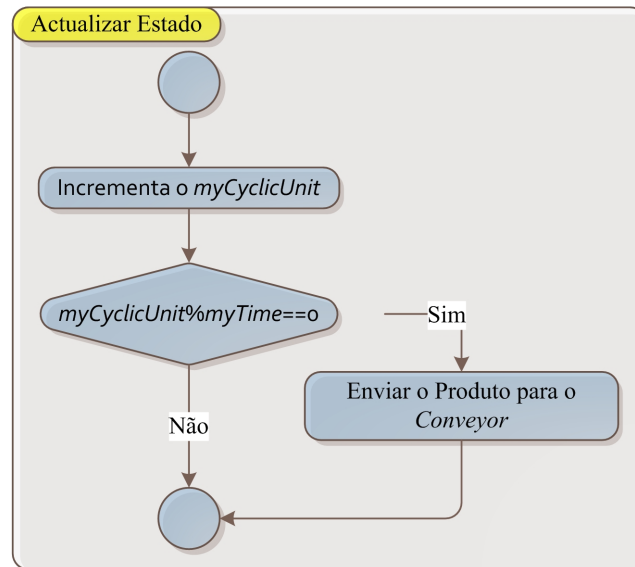 Actualizar Estado
Incrementa o myCyclicUnit
myCyclicUnit%myTime==0
Sim
Enviar o Produto para o
Conveyor
Não